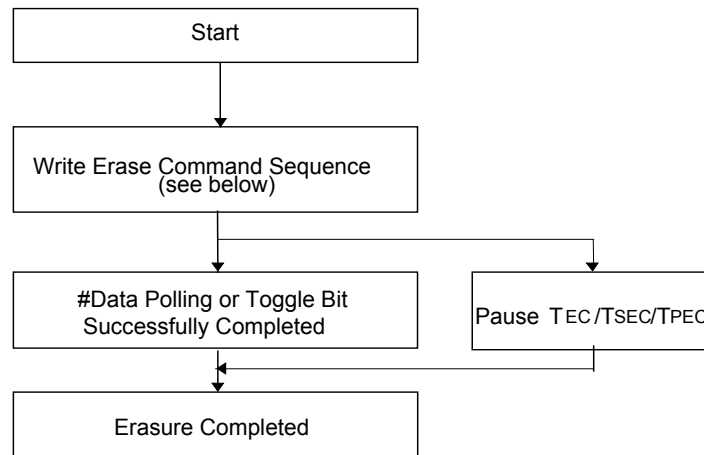 Start
Write Erase Command Sequence
(see below)
#Data Polling or Toggle Bit
Successfully Completed
Pause TEC/TSEC/TPEC
Erasure Completed